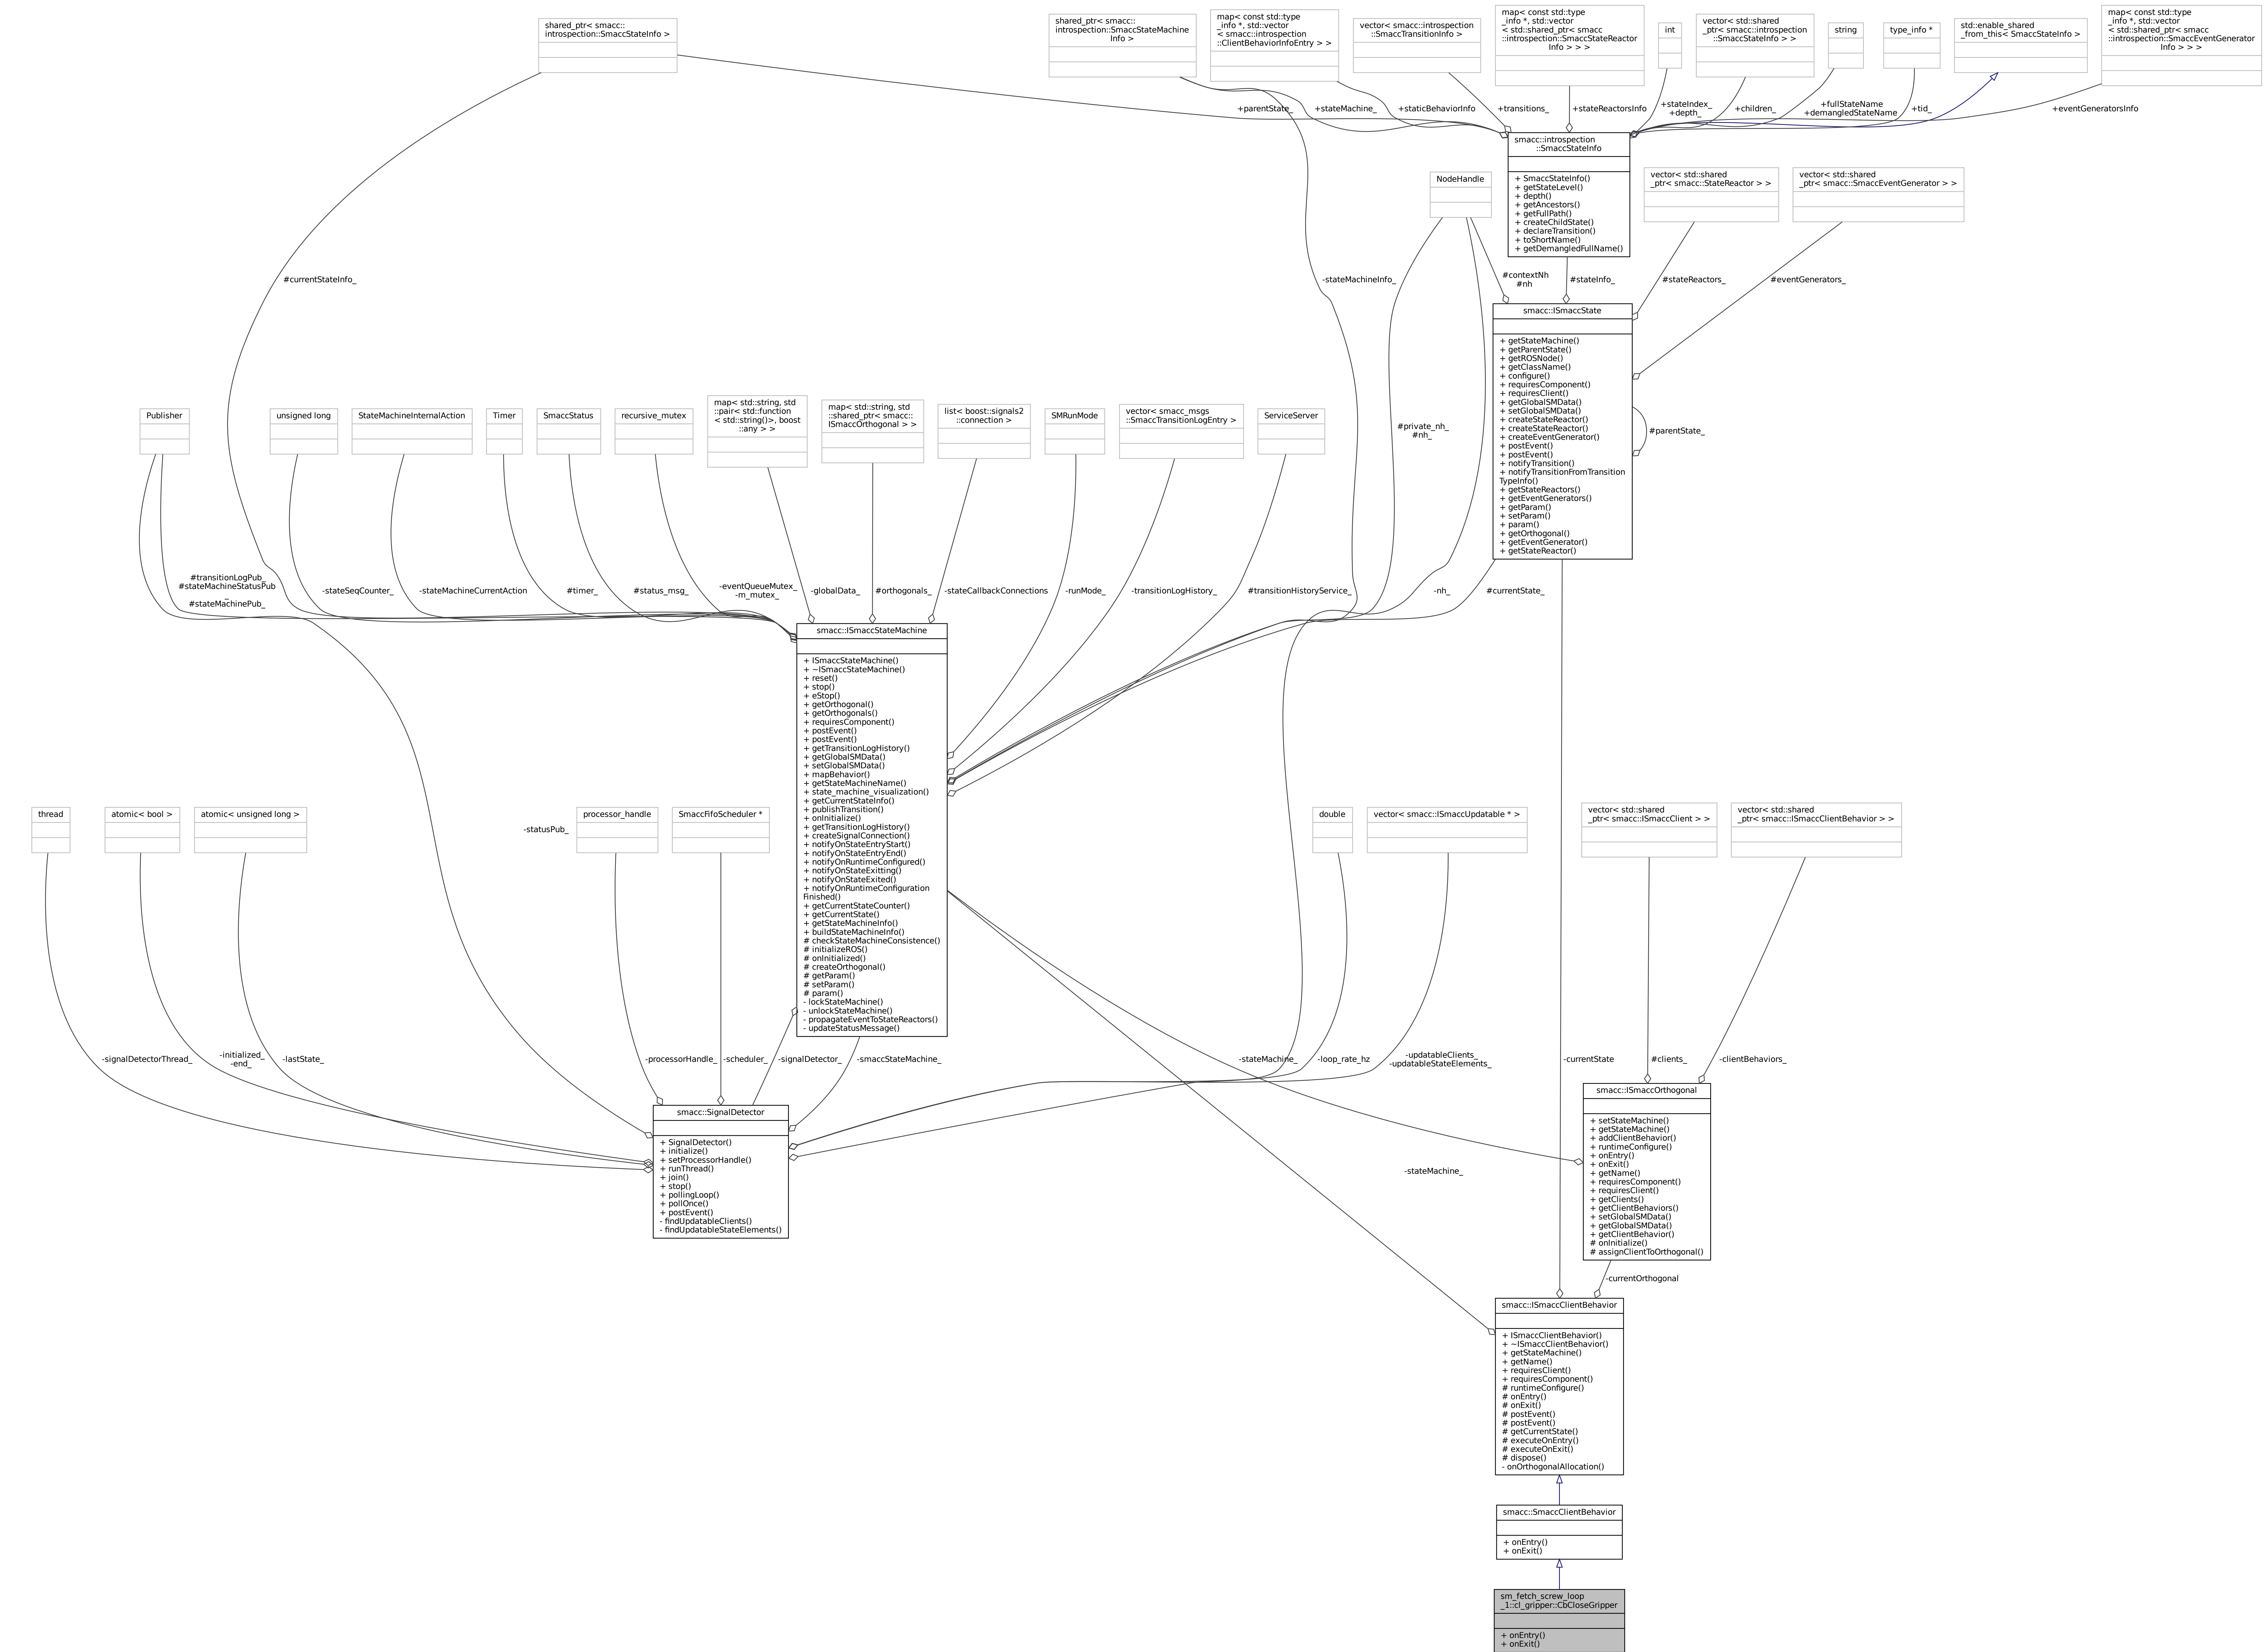 shared_ptr< smacc::
introspection::SmaccStateInfo >
shared_ptr< smacc::
introspection::SmaccStateMachine
Info >
map< const std::type
_info *, std::vector
< smacc::introspection
::ClientBehaviorInfoEntry > >
vector< smacc::introspection
::SmaccTransitionInfo >
map< const std::type
_info *, std::vector
< std::shared_ptr< smacc
::introspection::SmaccStateReactor
Info > > >
int
vector< std::shared
_ptr< smacc::introspection
::SmaccStateInfo > >
string
type_info *
std::enable_shared
_from_this< SmaccStateInfo >
map< const std::type
_info *, std::vector
< std::shared_ptr< smacc
::introspection::SmaccEventGenerator
Info > > >
+parentState_
+stateMachine_
+staticBehaviorInfo
+transitions_
+stateReactorsInfo
+stateIndex_
+depth_
+children_
+fullStateName
+demangledStateName
+tid_
+eventGeneratorsInfo
smacc::introspection
::SmaccStateInfo
+ SmaccStateInfo()
+ getStateLevel()
+ depth()
+ getAncestors()
+ getFullPath()
+ createChildState()
+ declareTransition()
+ toShortName()
+ getDemangledFullName()
NodeHandle
vector< std::shared
_ptr< smacc::StateReactor > >
vector< std::shared
_ptr< smacc::SmaccEventGenerator > >
#currentStateInfo_
-stateMachineInfo_
#contextNh
#nh
#stateInfo_
#stateReactors_
#eventGenerators_
smacc::ISmaccState
+ getStateMachine()
+ getParentState()
+ getROSNode()
+ getClassName()
+ configure()
+ requiresComponent()
+ requiresClient()
+ getGlobalSMData()
+ setGlobalSMData()
+ createStateReactor()
+ createStateReactor()
+ createEventGenerator()
+ postEvent()
+ postEvent()
+ notifyTransition()
+ notifyTransitionFromTransition
TypeInfo()
+ getStateReactors()
+ getEventGenerators()
+ getParam()
+ setParam()
+ param()
+ getOrthogonal()
+ getEventGenerator()
+ getStateReactor()
#parentState_
Publisher
unsigned long
StateMachineInternalAction
Timer
SmaccStatus
recursive_mutex
map< std::string, std
::pair< std::function
< std::string()>, boost
::any > >
map< std::string, std
::shared_ptr< smacc::
ISmaccOrthogonal > >
list< boost::signals2
::connection >
SMRunMode
vector< smacc_msgs
::SmaccTransitionLogEntry >
ServiceServer
#private_nh_
#nh_
#transitionLogPub_
#stateMachineStatusPub
_
#stateMachinePub_
-stateSeqCounter_
-stateMachineCurrentAction
#timer_
#status_msg_
-eventQueueMutex_
-m_mutex_
-globalData_
#orthogonals_
-stateCallbackConnections
-runMode_
-transitionLogHistory_
#transitionHistoryService_
-nh_
#currentState_
smacc::ISmaccStateMachine
+ ISmaccStateMachine()
+ ~ISmaccStateMachine()
+ reset()
+ stop()
+ eStop()
+ getOrthogonal()
+ getOrthogonals()
+ requiresComponent()
+ postEvent()
+ postEvent()
+ getTransitionLogHistory()
+ getGlobalSMData()
+ setGlobalSMData()
+ mapBehavior()
+ getStateMachineName()
+ state_machine_visualization()
+ getCurrentStateInfo()
+ publishTransition()
+ onInitialize()
+ getTransitionLogHistory()
+ createSignalConnection()
+ notifyOnStateEntryStart()
+ notifyOnStateEntryEnd()
+ notifyOnRuntimeConfigured()
+ notifyOnStateExitting()
+ notifyOnStateExited()
+ notifyOnRuntimeConfiguration
Finished()
+ getCurrentStateCounter()
+ getCurrentState()
+ getStateMachineInfo()
+ buildStateMachineInfo()
# checkStateMachineConsistence()
# initializeROS()
# onInitialized()
# createOrthogonal()
# getParam()
# setParam()
# param()
- lockStateMachine()
- unlockStateMachine()
- propagateEventToStateReactors()
- updateStatusMessage()
thread
atomic< bool >
atomic< unsigned long >
-statusPub_
processor_handle
SmaccFifoScheduler *
double
vector< smacc::ISmaccUpdatable * >
vector< std::shared
_ptr< smacc::ISmaccClient > >
vector< std::shared
_ptr< smacc::ISmaccClientBehavior > >
-signalDetectorThread_
-initialized_
-end_
-lastState_
-processorHandle_
-scheduler_
-signalDetector_
-smaccStateMachine_
-stateMachine_
-loop_rate_hz
-updatableClients_
-updatableStateElements_
-currentState
#clients_
-clientBehaviors_
smacc::SignalDetector
+ SignalDetector()
+ initialize()
+ setProcessorHandle()
+ runThread()
+ join()
+ stop()
+ pollingLoop()
+ pollOnce()
+ postEvent()
- findUpdatableClients()
- findUpdatableStateElements()
-stateMachine_
smacc::ISmaccOrthogonal
+ setStateMachine()
+ getStateMachine()
+ addClientBehavior()
+ runtimeConfigure()
+ onEntry()
+ onExit()
+ getName()
+ requiresComponent()
+ requiresClient()
+ getClients()
+ getClientBehaviors()
+ setGlobalSMData()
+ getGlobalSMData()
+ getClientBehavior()
# onInitialize()
# assignClientToOrthogonal()
-currentOrthogonal
smacc::ISmaccClientBehavior
+ ISmaccClientBehavior()
+ ~ISmaccClientBehavior()
+ getStateMachine()
+ getName()
+ requiresClient()
+ requiresComponent()
# runtimeConfigure()
# onEntry()
# onExit()
# postEvent()
# postEvent()
# getCurrentState()
# executeOnEntry()
# executeOnExit()
# dispose()
- onOrthogonalAllocation()
smacc::SmaccClientBehavior
+ onEntry()
+ onExit()
sm_fetch_screw_loop
_1::cl_gripper::CbCloseGripper
+ onEntry()
+ onExit()